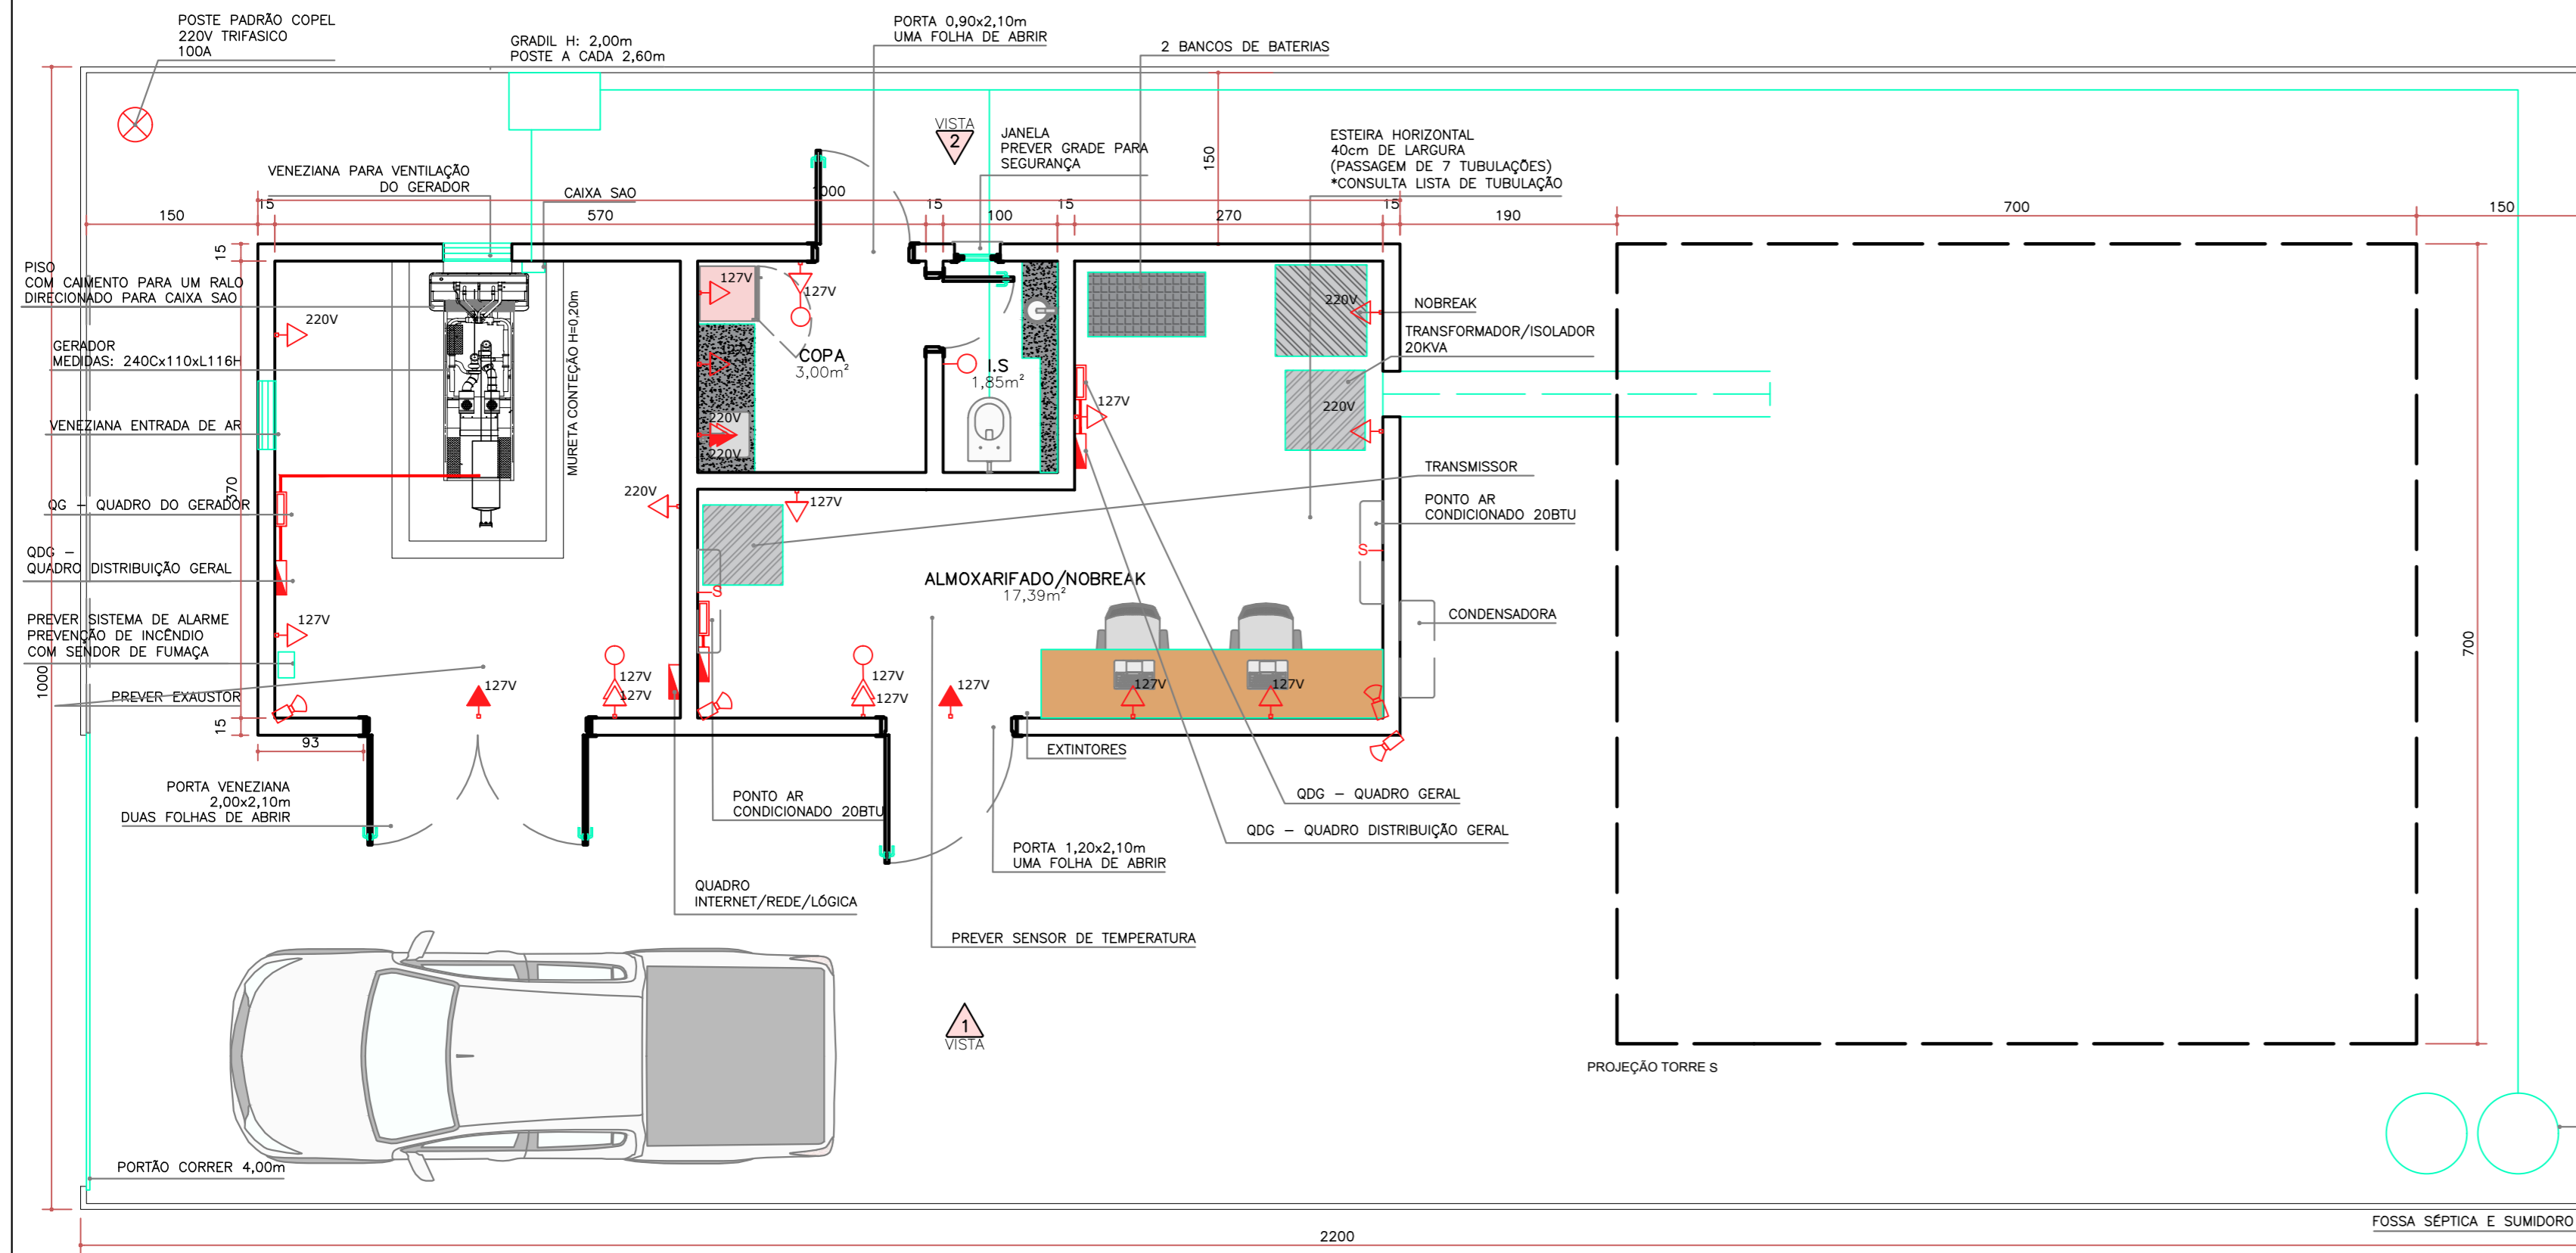 POSTE PADRÃO COPEL
220V TRIFASICO
100A
GRADIL H: 2,00m
POSTE A CADA 2,60m
PORTA 0,90x2,10m
UMA FOLHA DE ABRIR
2 BANCOS DE BATERIAS
VISTA
2
JANELA
PREVER GRADE PARA
SEGURANÇA
150
ESTEIRA HORIZONTAL
40cm DE LARGURA
(PASSAGEM DE 7 TUBULAÇÕES)
*CONSULTA LISTA DE TUBULAÇÃO
VENEZIANA PARA VENTILAÇÃO
DO GERADOR
CAIXA SAO
1000
150
15
570
15
100
15
270
15
190
700
150
15
PISO
COM CAIMENTO PARA UM RALO
DIRECIONADO PARA CAIXA SAO
220V
GERADOR
MEDIDAS: 240Cx110xL116H
MURETA CONTEÇÃO H=0,20m
VENEZIANA ENTRADA DE AR
370
QG – QUADRO DO GERADOR
QDG –
QUADRO DISTRIBUIÇÃO GERAL
PREVER SISTEMA DE ALARME
PREVENÇÃO DE INCÊNDIO
COM SENDOR DE FUMAÇA
1000
PREVER EXAUSTOR
15
93
127V
127V
127V
127V
220V
127V
127V
COPA
3,00m²
220V
220V
I.S
1,85m²
127V
220V
NOBREAK
TRANSFORMADOR/ISOLADOR
20KVA
220V
TRANSMISSOR
PONTO AR
CONDICIONADO 20BTU
S
127V
S
ALMOXARIFADO/NOBREAK
17,39m²
CONDENSADORA
127V
127V
127V
127V
127V
700
EXTINTORES
PORTA VENEZIANA
2,00x2,10m
DUAS FOLHAS DE ABRIR
PONTO AR
CONDICIONADO 20BTU
QDG – QUADRO GERAL
QDG – QUADRO DISTRIBUIÇÃO GERAL
PORTA 1,20x2,10m
UMA FOLHA DE ABRIR
QUADRO
INTERNET/REDE/LÓGICA
PREVER SENSOR DE TEMPERATURA
1
VISTA
PROJEÇÃO TORRE S
PORTÃO CORRER 4,00m
FOSSA SÉPTICA E SUMIDORO
2200